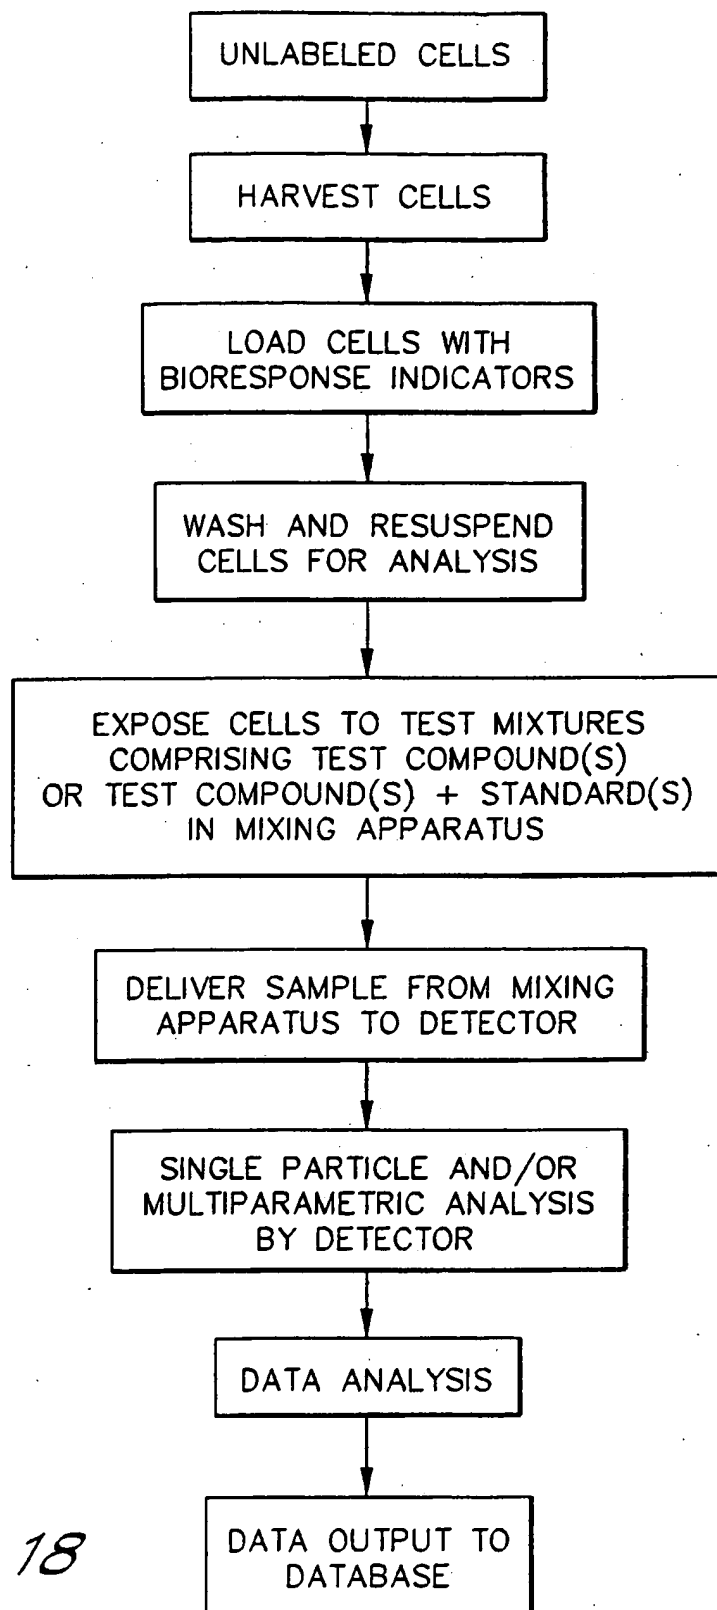 UNLABELED CELLS
HARVEST CELLS
LOAD CELLS WITH
BIORESPONSE INDICATORS
WASH AND RESUSPEND
CELLS FOR ANALYSIS
EXPOSE CELLS TO TEST MIXTURES
COMPRISING TEST COMPOUND(S)
OR TEST COMPOUND(S) + STANDARD(S)
IN MIXING APPARATUS
DELIVER SAMPLE FROM MIXING
APPARATUS TO DETECTOR
SINGLE PARTICLE AND/OR
MULTIPARAMETRIC ANALYSIS
BY DETECTOR
DATA ANALYSIS
DATA OUTPUT TO
DATABASE
18